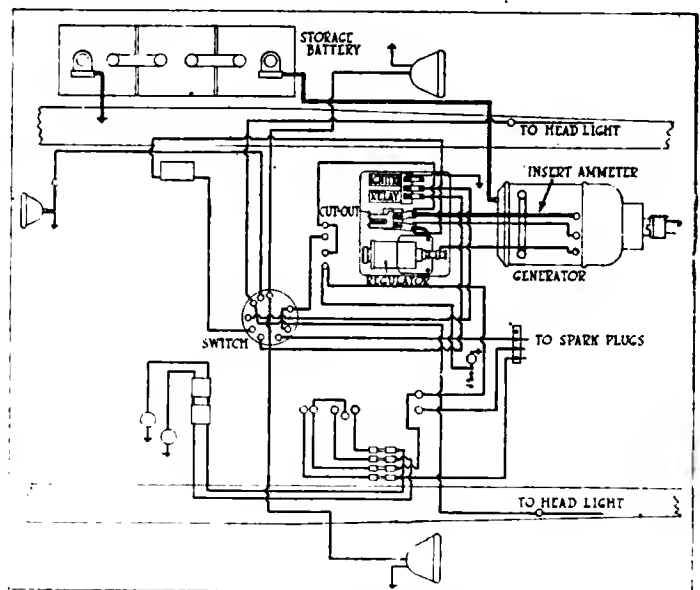 STORAGE
BATTERY
TO HEAD LIGHT
INSERT AMMETER
IGNITER
RELAY
CUT-OUT
REGULATOR
GENERATOR
SWITCH
TO SPARK PLUGS
TO HEAD LIGHT